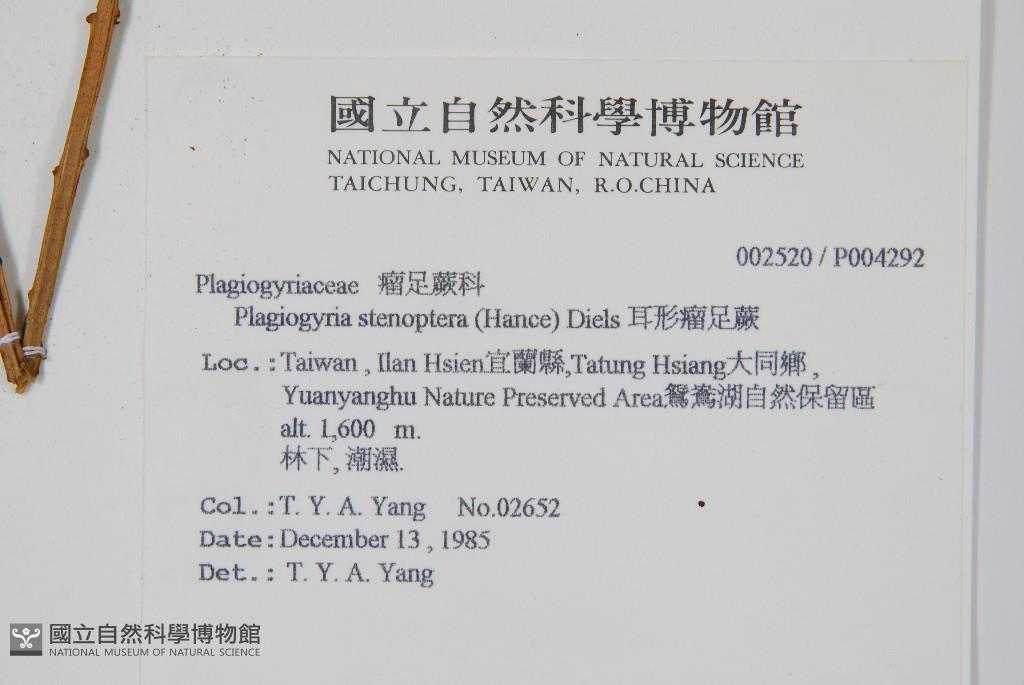 國立自然科學博物館
NATIONAL MUSEUM OF NATURAL SCIENCE
TAICHUNG, TAIWAN, R.O.CHINA
002520 / P004292
Plagiogyriaceae 瘤足蕨科
Plagiogyria stenoptera (Hance) Diels 耳形瘤足蕨
Loc.:Taiwan , Ilan Hsien宜蘭縣,Tatung Hsiang大同鄉 ,
Yuanyanghu Nature Preserved Area鴛鴦湖自然保留區
alt. 1,600 m.
林下, 潮濕.
Col.:T. Y. A. Yang No.02652
Date:December 13 , 1985
Det.: T. Y. A. Yang
國立自然科學博物館
NATIONAL MUSEUM OF NATURAL SCIENCE